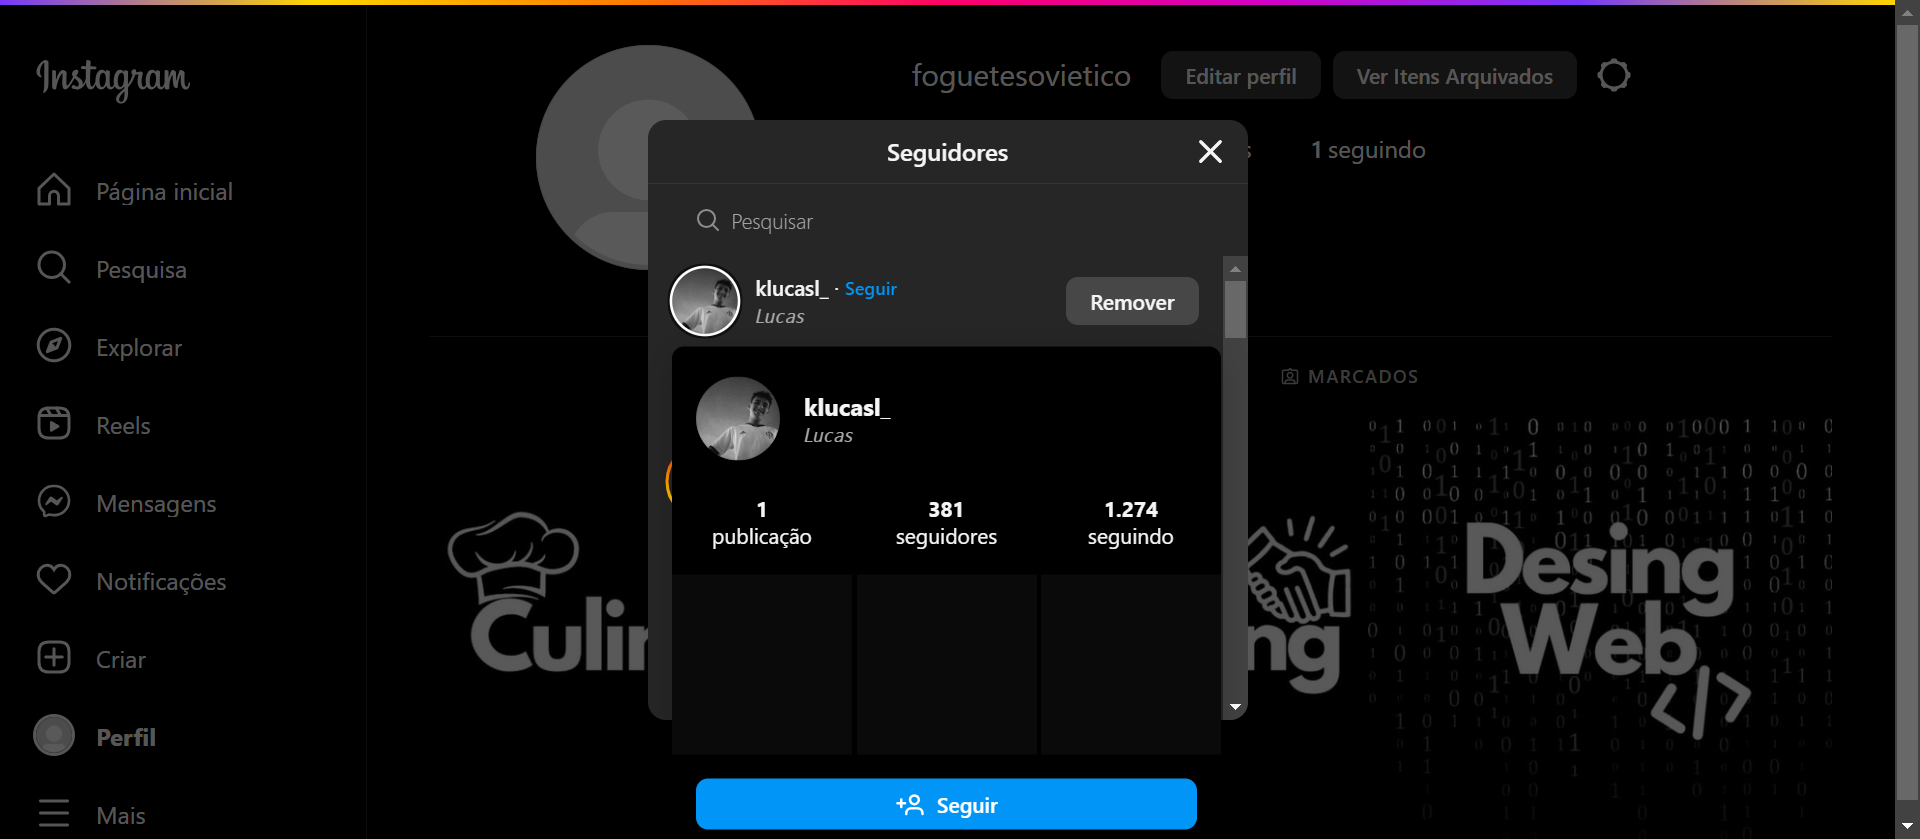 Instagram
Página inicial
Pesquisa
Explorar
Reels
Mensagens
Notificações
Criar
Perfil
Mais
foguetesovietico
Editar perfil
Ver Itens Arquivados
s
1 seguindo
Seguidores
Pesquisar
klucasl_ · Seguir
Lucas
Remover
klucasl_
Lucas
1
publicação
381
seguidores
1.274
seguindo
Seguir
MARCADOS
Culin
ng
Desing
Web
</>